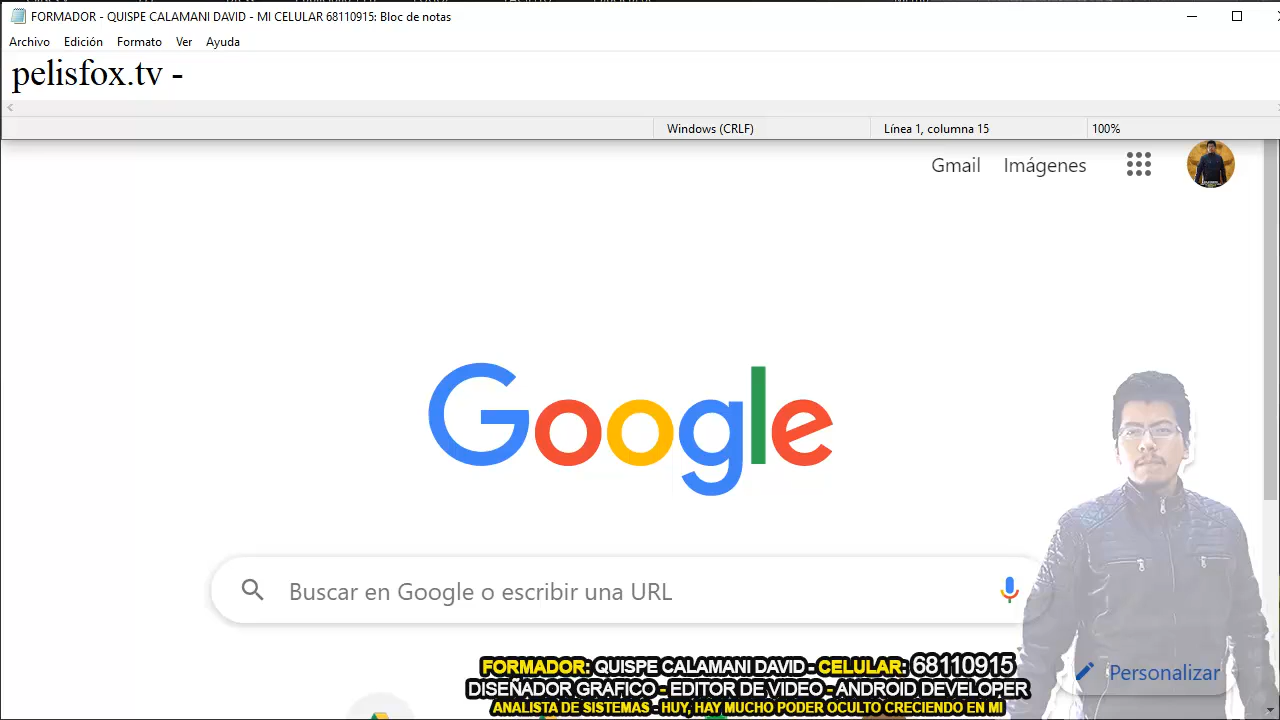 FORMADOR - QUISPE CALAMANI DAVID - MI CELULAR 68110915: Bloc de notas
Archivo Edición Formato Ver Ayuda
pelisfox.tv -
Windows (CRLF) Línea 1, columna 15 100%
Gmail Imágenes
Google
Buscar en Google o escribir una URL
Personalizar
FORMADOR: QUISPE CALAMANI DAVID - CELULAR: 68110915
DISEÑADOR GRAFICO - EDITOR DE VIDEO - ANDROID DEVELOPER
ANALISTA DE SISTEMAS - HUY, HAY MUCHO PODER OCULTO CRECIENDO EN MI